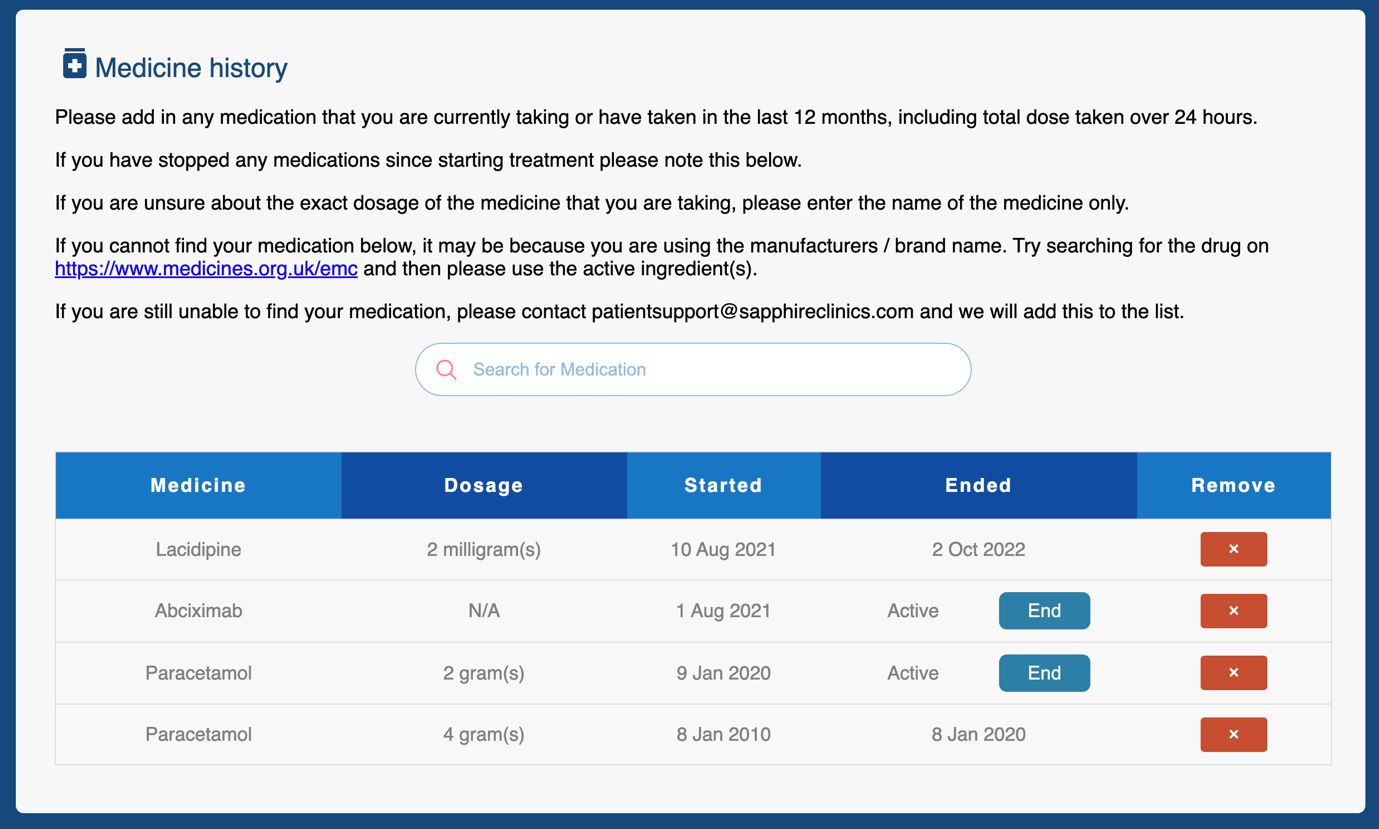 Medicine history
Please add in any medication that you are currently taking or have taken in the last 12 months, including total dose taken over 24 hours.
If you have stopped any medications since starting treatment please note this below.
If you are unsure about the exact dosage of the medicine that you are taking, please enter the name of the medicine only.
If you cannot find your medication below, it may be because you are using the manufacturers / brand name. Try searching for the drug on
https://www.medicines.org.uk/emc and then please use the active ingredient(s).
If you are still unable to find your medication, please contact patientsupport@sapphireclinics.com and we will add this to the list.
Search for Medication
Medicine Dosage Started Ended Remove
Lacidipine 2 milligram(s) 10 Aug 2021 2 Oct 2022 ×
Abciximab N/A 1 Aug 2021 Active End ×
Paracetamol 2 gram(s) 9 Jan 2020 Active End ×
Paracetamol 4 gram(s) 8 Jan 2010 8 Jan 2020 ×